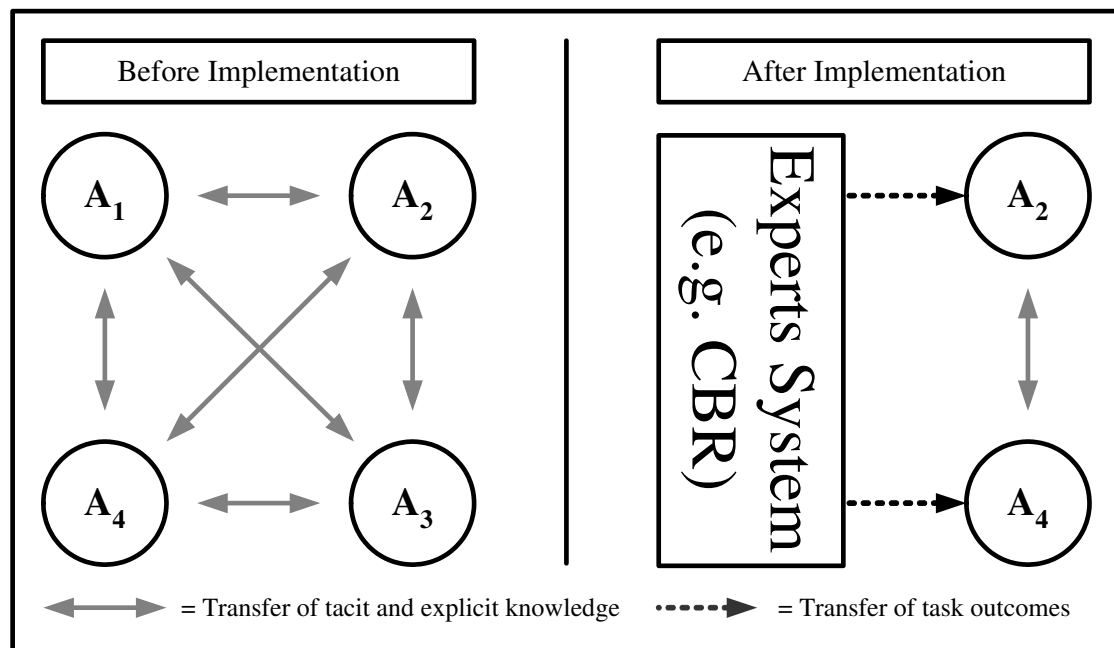 Before Implementation
After Implementation
A1
A2
A4
A3
Experts System
(e.g. CBR)
A2
A4
= Transfer of tacit and explicit knowledge
= Transfer of task outcomes